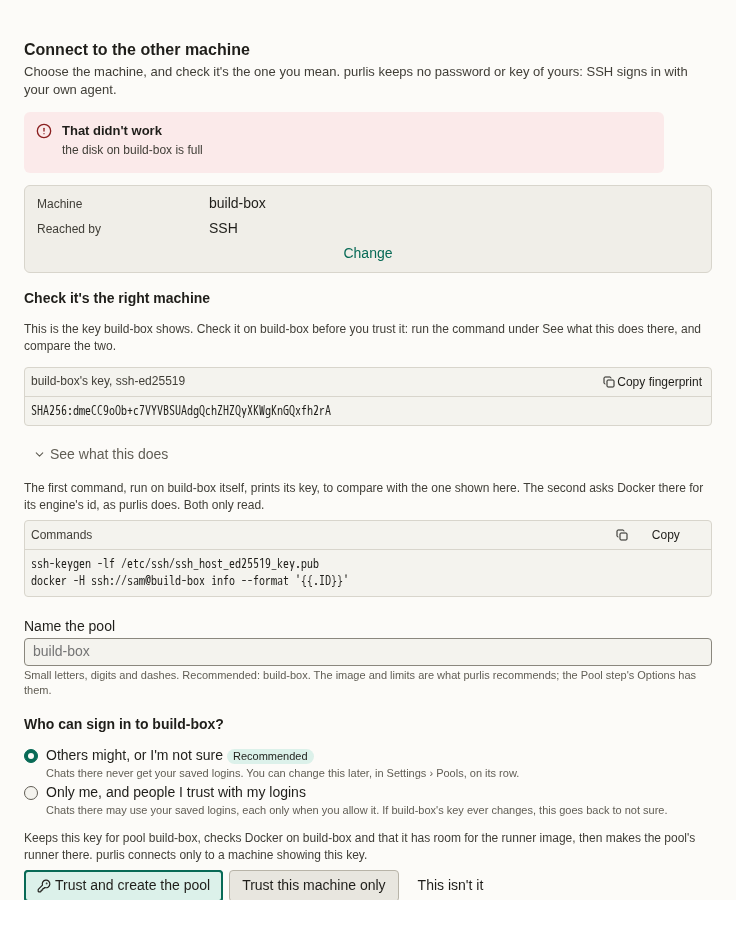 Connect to the other machine
Choose the machine, and check it's the one you mean. purlis keeps no password or key of yours: SSH signs in with
your own agent.
That didn't work
the disk on build-box is full
Machine build-box
Reached by SSH
Change
Check it's the right machine
This is the key build-box shows. Check it on build-box before you trust it: run the command under See what this does there, and
compare the two.
build-box's key, ssh-ed25519 Copy fingerprint
SHA256:dmeCC9oOb+c7VYVBSUAdgQchZHZQyXKWgKnGQxfh2rA
See what this does
The first command, run on build-box itself, prints its key, to compare with the one shown here. The second asks Docker there for
its engine's id, as purlis does. Both only read.
Commands Copy
ssh-keygen -lf /etc/ssh/ssh_host_ed25519_key.pub
docker -H ssh://sam@build-box info --format '{{.ID}}'
Name the pool
build-box
Small letters, digits and dashes. Recommended: build-box. The image and limits are what purlis recommends; the Pool step's Options has
them.
Who can sign in to build-box?
Others might, or I'm not sure Recommended
Chats there never get your saved logins. You can change this later, in Settings › Pools, on its row.
Only me, and people I trust with my logins
Chats there may use your saved logins, each only when you allow it. If build-box's key ever changes, this goes back to not sure.
Keeps this key for pool build-box, checks Docker on build-box and that it has room for the runner image, then makes the pool's
runner there. purlis connects only to a machine showing this key.
Trust and create the pool Trust this machine only This isn't it